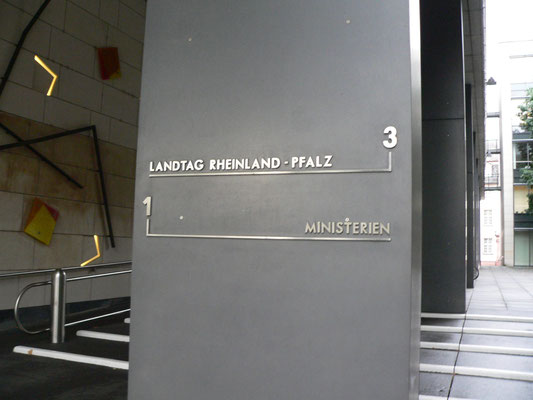 3
LANDTAG RHEINLAND-PFALZ
1
MINISTERIEN